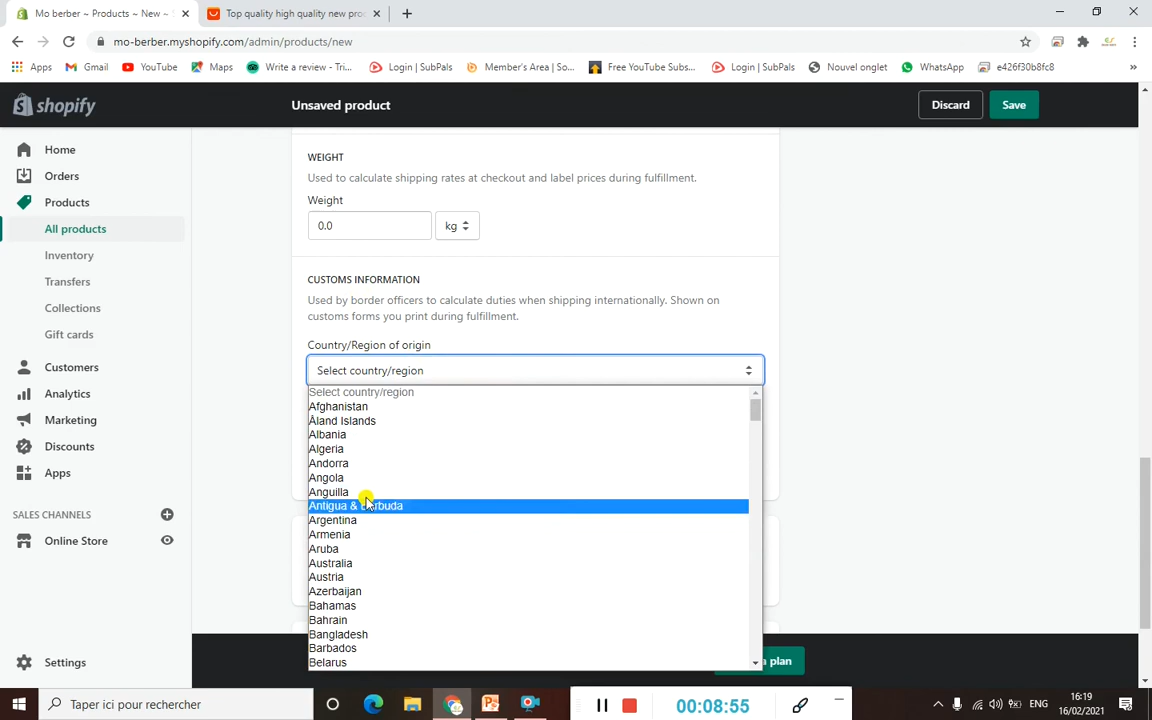 Mo berber ~ Products ~ New ~
Top quality high quality new pro
mo-berber.myshopify.com/admin/products/new
Apps
Gmail
YouTube
Maps
Write a review - Tri...
Login | SubPals
Member's Area | So...
Free YouTube Subs...
Login | SubPals
Nouvel onglet
WhatsApp
e426f30b8fc8
»
shopify
Unsaved product
Discard
Save
Home
Orders
Products
All products
Inventory
Transfers
Collections
Gift cards
Customers
Analytics
Marketing
Discounts
Apps
SALES CHANNELS
Online Store
Settings
WEIGHT
Used to calculate shipping rates at checkout and label prices during fulfillment.
Weight
0.0
kg
CUSTOMS INFORMATION
Used by border officers to calculate duties when shipping internationally. Shown on
customs forms you print during fulfillment.
Country/Region of origin
Select country/region
Select country/region
Afghanistan
Åland Islands
Albania
Algeria
Andorra
Angola
Anguilla
Antigua & Barbuda
Argentina
Armenia
Aruba
Australia
Austria
Azerbaijan
Bahamas
Bahrain
Bangladesh
Barbados
Belarus
plan
Taper ici pour rechercher
00:08:55
ENG
16:19
16/02/2021